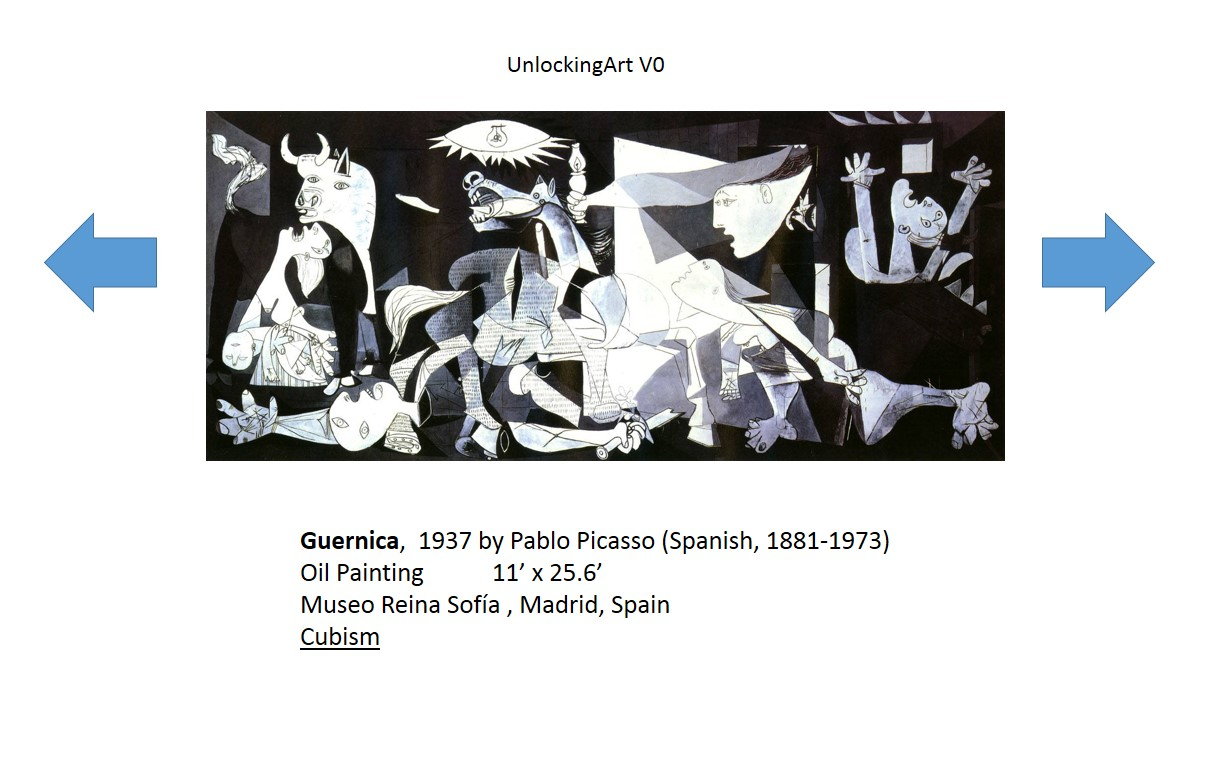 UnlockingArt V0
Guernica,  1937 by Pablo Picasso (Spanish, 1881-1973)
Oil Painting 11’ x 25.6’
Museo Reina Sofía , Madrid, Spain
Cubism